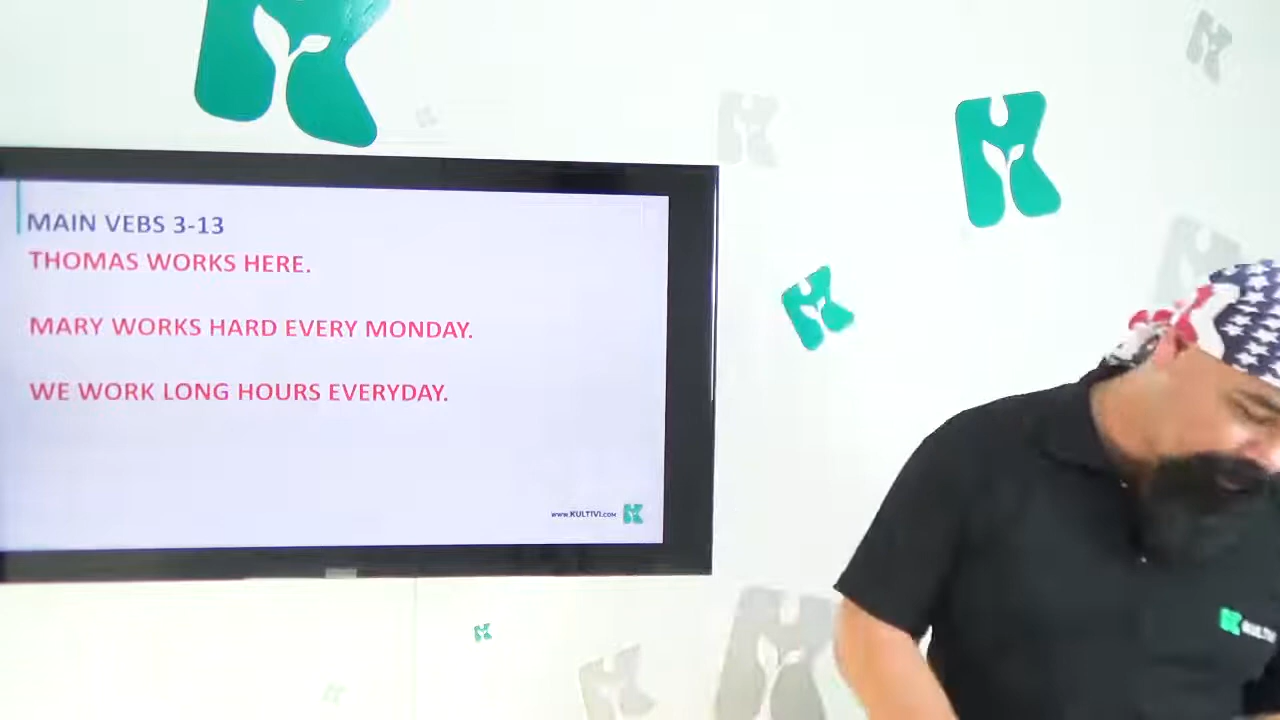 MAIN VEBS 3-13
THOMAS WORKS HERE.
MARY WORKS HARD EVERY MONDAY.
WE WORK LONG HOURS EVERYDAY.
www.KULTIVI.COM